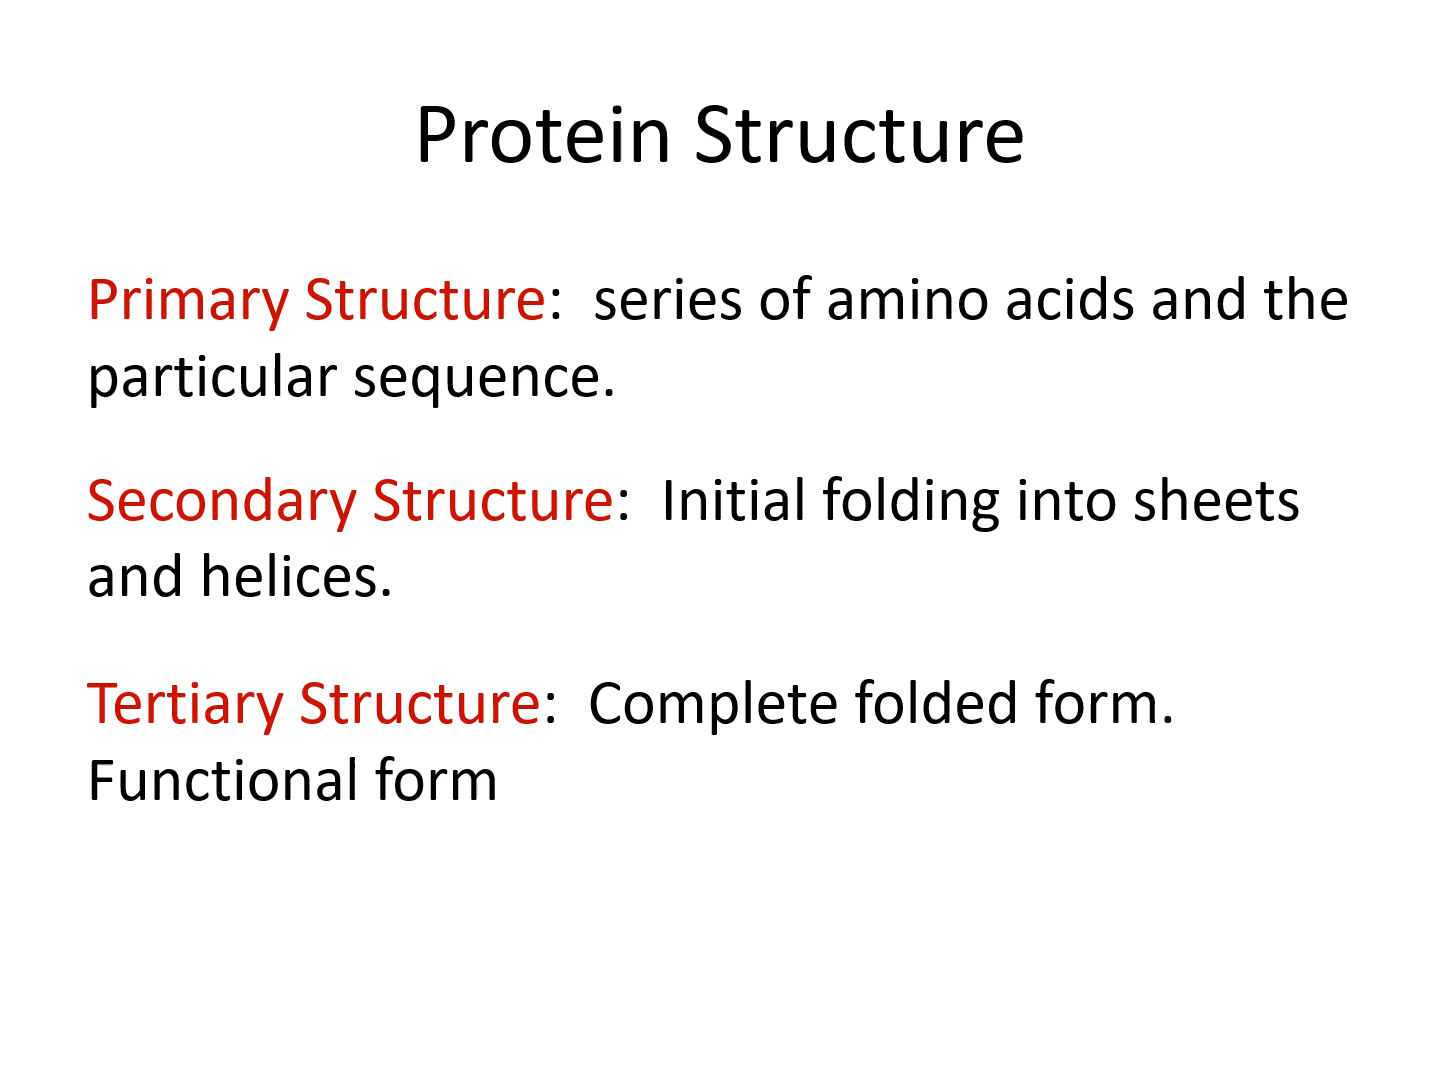 Protein Structure
Primary Structure:  series of amino acids and the
particular sequence.
Secondary Structure:  Initial folding into sheets
and helices.
Tertiary Structure:  Complete folded form.
Functional form